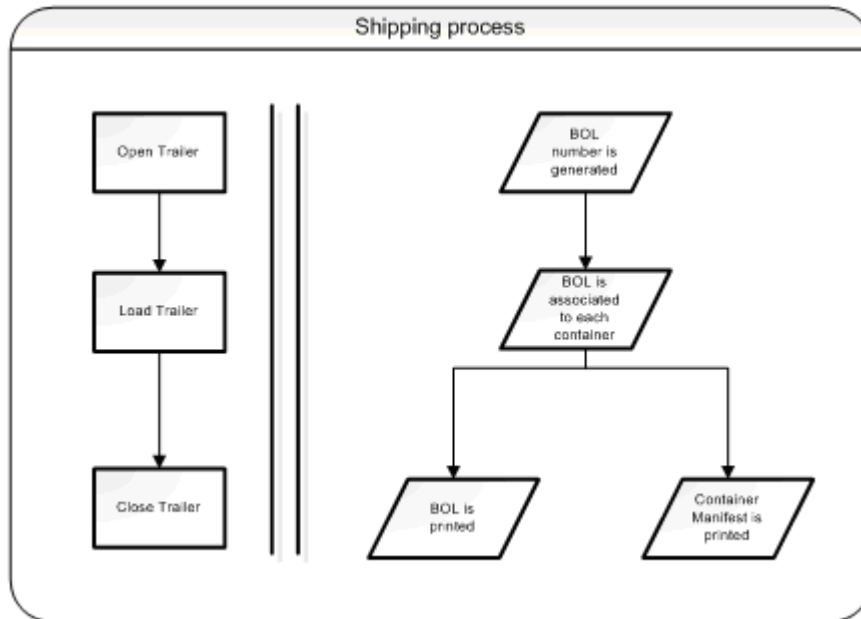 Shipping process
Open Trailer
Load Trailer
Close Trailer
BOL
number is
generated
BOL is
associated
to each
container
BOL is
printed
Container
Manifest is
printed